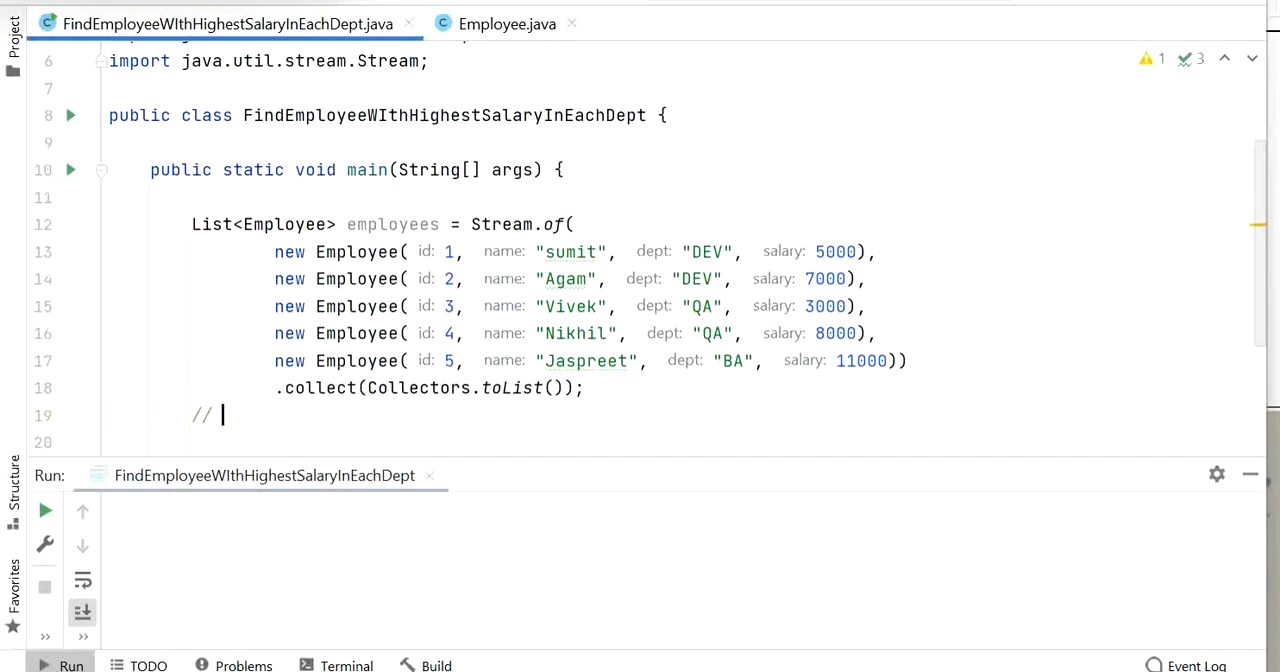 Project
FindEmployeeWIthHighestSalaryInEachDept.java
Employee.java
6 import java.util.stream.Stream;
1 3
7
8 public class FindEmployeeWIthHighestSalaryInEachDept {
9
10 public static void main(String[] args) {
11
12 List<Employee> employees = Stream.of(
13 new Employee( id: 1, name: "sumit", dept: "DEV", salary: 5000),
14 new Employee( id: 2, name: "Agam", dept: "DEV", salary: 7000),
15 new Employee( id: 3, name: "Vivek", dept: "QA", salary: 3000),
16 new Employee( id: 4, name: "Nikhil", dept: "QA", salary: 8000),
17 new Employee( id: 5, name: "Jaspreet", dept: "BA", salary: 11000))
18 .collect(Collectors.toList());
19 //
20
Structure
Favorites
Run: FindEmployeeWIthHighestSalaryInEachDept
Run TODO Problems Terminal Build Event Log